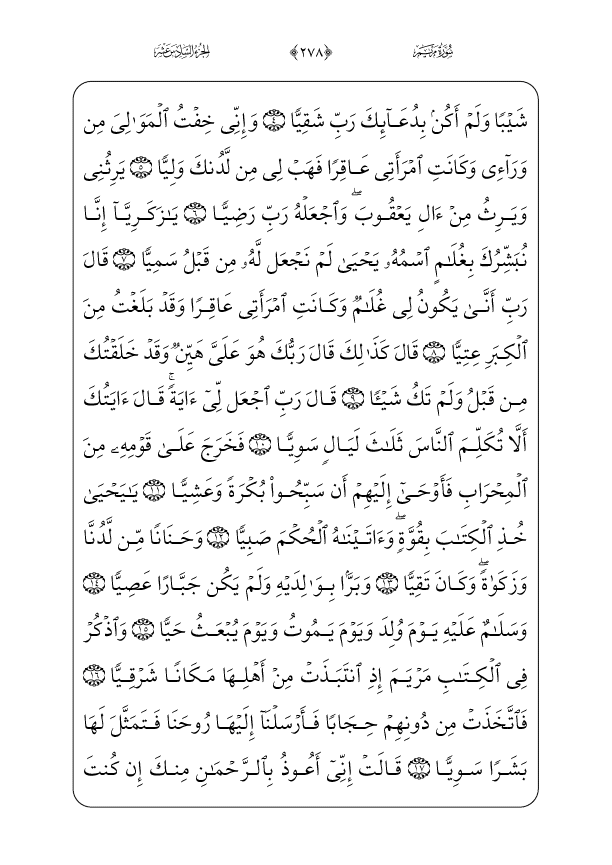 سُورَةُ مَرْيَم ﴿٢٧٨﴾ الجُزْءُ السَّادِسَ عَشَرَ
شَيۡبٗا وَلَمۡ أَكُنۢ بِدُعَآئِكَ رَبِّ شَقِيّٗا ٤ وَإِنِّي خِفۡتُ ٱلۡمَوَٰلِيَ مِن
وَرَآءِي وَكَانَتِ ٱمۡرَأَتِي عَاقِرٗا فَهَبۡ لِي مِن لَّدُنكَ وَلِيّٗا ٥ يَرِثُنِي
وَيَرِثُ مِنۡ ءَالِ يَعۡقُوبَۖ وَٱجۡعَلۡهُ رَبِّ رَضِيّٗا ٦ يَٰزَكَرِيَّآ إِنَّا
نُبَشِّرُكَ بِغُلَٰمٍ ٱسۡمُهُۥ يَحۡيَىٰ لَمۡ نَجۡعَل لَّهُۥ مِن قَبۡلُ سَمِيّٗا ٧ قَالَ
رَبِّ أَنَّىٰ يَكُونُ لِي غُلَٰمٞ وَكَانَتِ ٱمۡرَأَتِي عَاقِرٗا وَقَدۡ بَلَغۡتُ مِنَ
ٱلۡكِبَرِ عِتِيّٗا ٨ قَالَ كَذَٰلِكَ قَالَ رَبُّكَ هُوَ عَلَيَّ هَيِّنٞ وَقَدۡ خَلَقۡتُكَ
مِن قَبۡلُ وَلَمۡ تَكُ شَيۡـٔٗا ٩ قَالَ رَبِّ ٱجۡعَل لِّيٓ ءَايَةٗۚ قَالَ ءَايَتُكَ
أَلَّا تُكَلِّمَ ٱلنَّاسَ ثَلَٰثَ لَيَالٖ سَوِيّٗا ١٠ فَخَرَجَ عَلَىٰ قَوۡمِهِۦ مِنَ
ٱلۡمِحۡرَابِ فَأَوۡحَىٰٓ إِلَيۡهِمۡ أَن سَبِّحُواْ بُكۡرَةٗ وَعَشِيّٗا ١١ يَٰيَحۡيَىٰ
خُذِ ٱلۡكِتَٰبَ بِقُوَّةٖۖ وَءَاتَيۡنَٰهُ ٱلۡحُكۡمَ صَبِيّٗا ١٢ وَحَنَانٗا مِّن لَّدُنَّا
وَزَكَوٰةٗۖ وَكَانَ تَقِيّٗا ١٣ وَبَرَّۢا بِوَٰلِدَيۡهِ وَلَمۡ يَكُن جَبَّارًا عَصِيّٗا ١٤
وَسَلَٰمٌ عَلَيۡهِ يَوۡمَ وُلِدَ وَيَوۡمَ يَمُوتُ وَيَوۡمَ يُبۡعَثُ حَيّٗا ١٥ وَٱذۡكُرۡ
فِي ٱلۡكِتَٰبِ مَرۡيَمَ إِذِ ٱنتَبَذَتۡ مِنۡ أَهۡلِهَا مَكَانٗا شَرۡقِيّٗا ١٦
فَٱتَّخَذَتۡ مِن دُونِهِمۡ حِجَابٗا فَأَرۡسَلۡنَآ إِلَيۡهَا رُوحَنَا فَتَمَثَّلَ لَهَا
بَشَرٗا سَوِيّٗا ١٧ قَالَتۡ إِنِّيٓ أَعُوذُ بِٱلرَّحۡمَٰنِ مِنكَ إِن كُنتَ